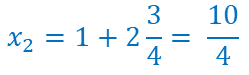 x₂ = 1 + 2 3/4 = 10/4